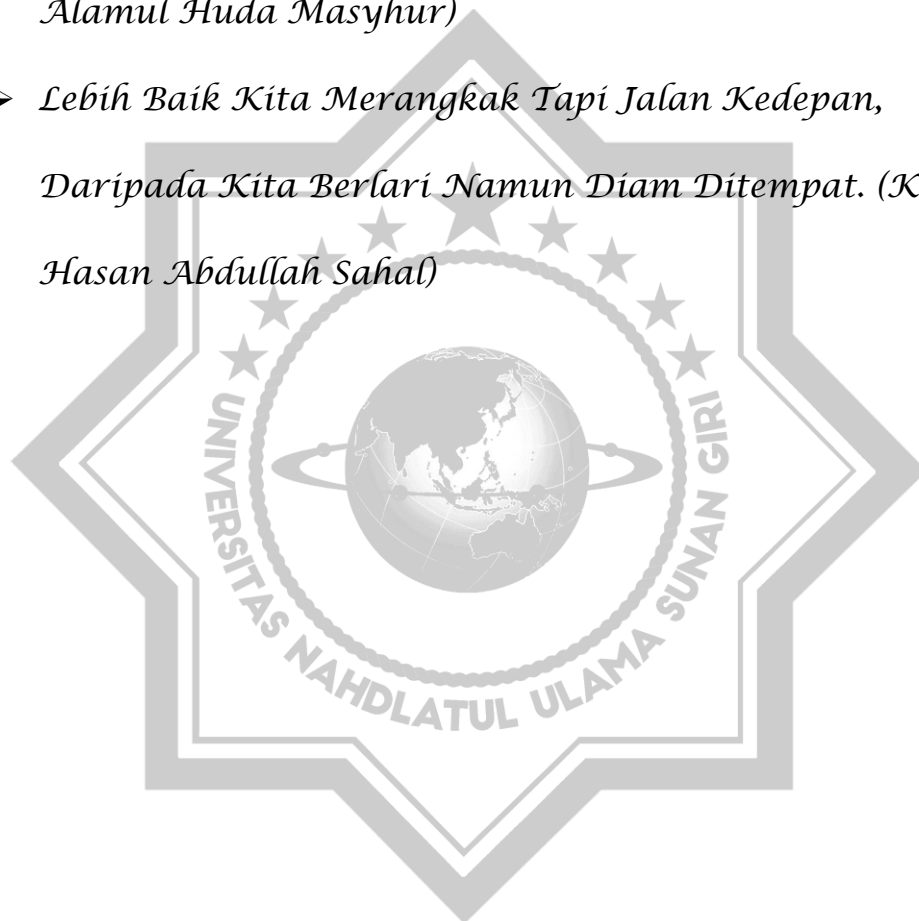 Alamul Huda Masyhur)
➢ Lebih Baik Kita Merangkak Tapi Jalan Kedepan,
Daripada Kita Berlari Namun Diam Ditempat. (K
Hasan Abdullah Sahal)
UNIVERSITAS NAHDLATUL ULAMA SUNAN GIRI